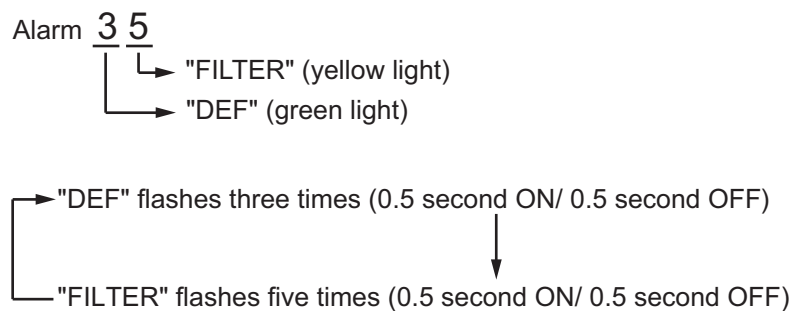 Alarm 3 5
"FILTER" (yellow light)
"DEF" (green light)
"DEF" flashes three times (0.5 second ON/ 0.5 second OFF)
"FILTER" flashes five times (0.5 second ON/ 0.5 second OFF)